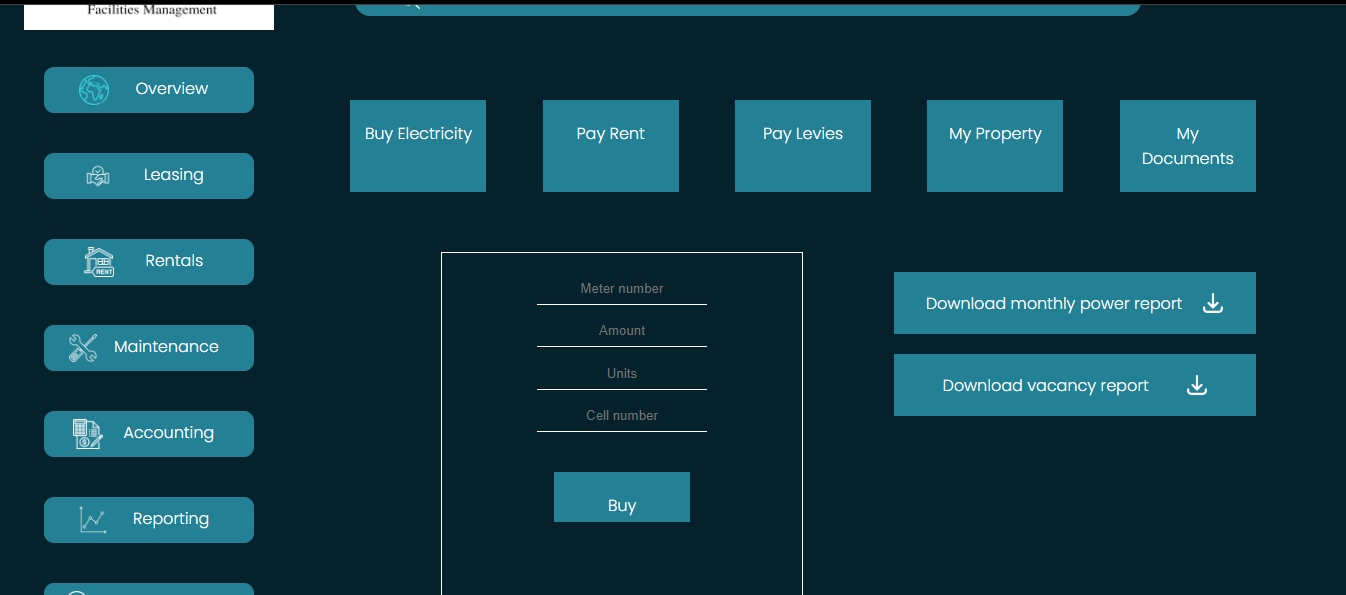 Facilities Management
Overview
Leasing
Rentals
RENT
Maintenance
Accounting
Reporting
Buy Electricity
Pay Rent
Pay Levies
My Property
My
Documents
Meter number
Amount
Units
Cell number
Buy
Download monthly power report
Download vacancy report